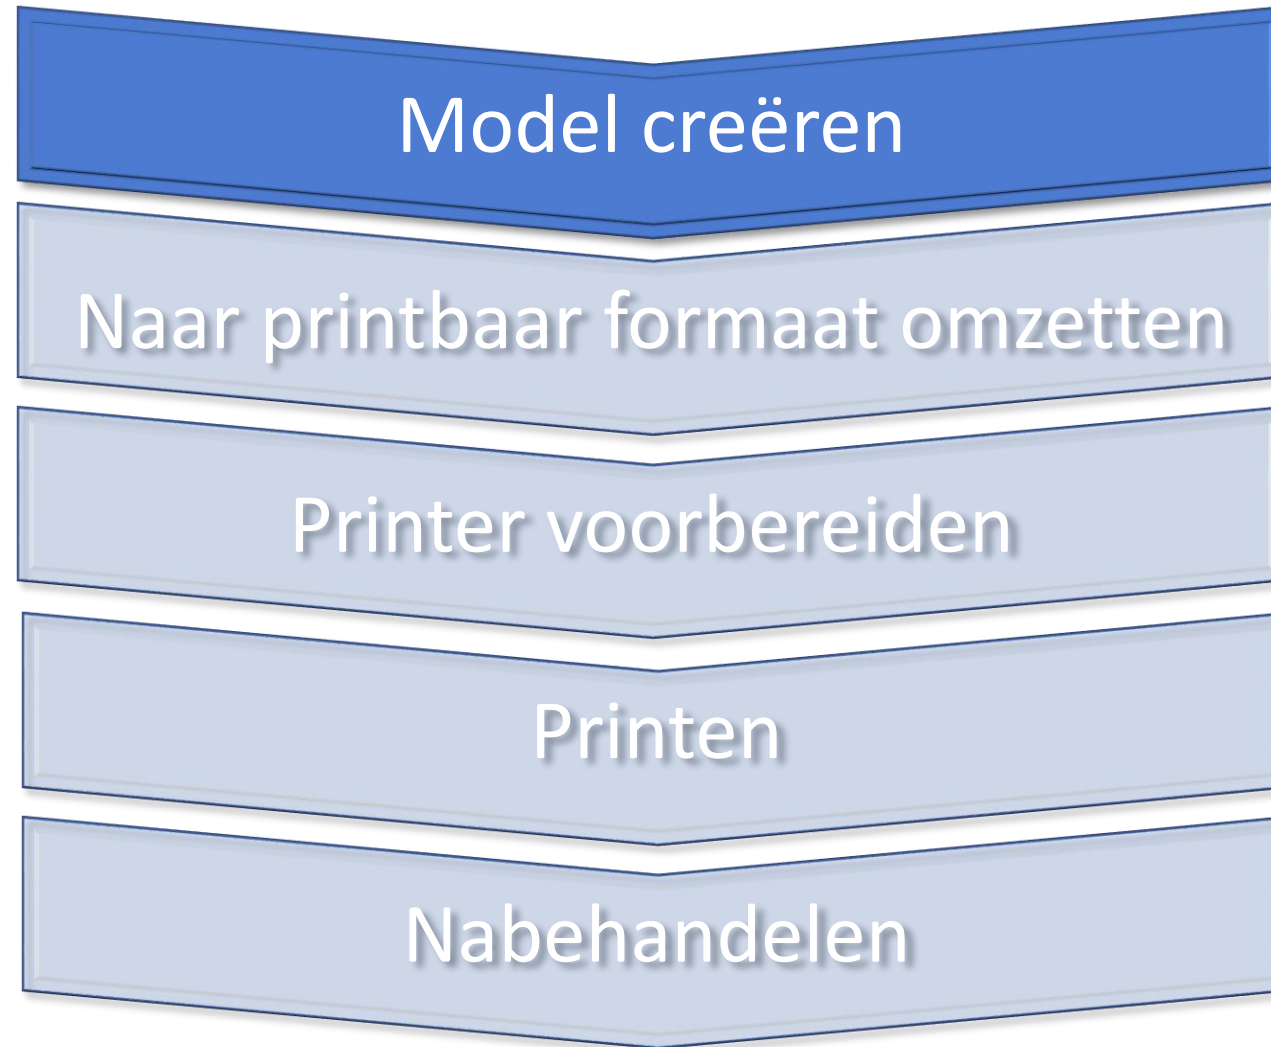 Model creëren
Naar printbaar formaat omzetten
Printer voorbereiden
Printen
Nabehandelen